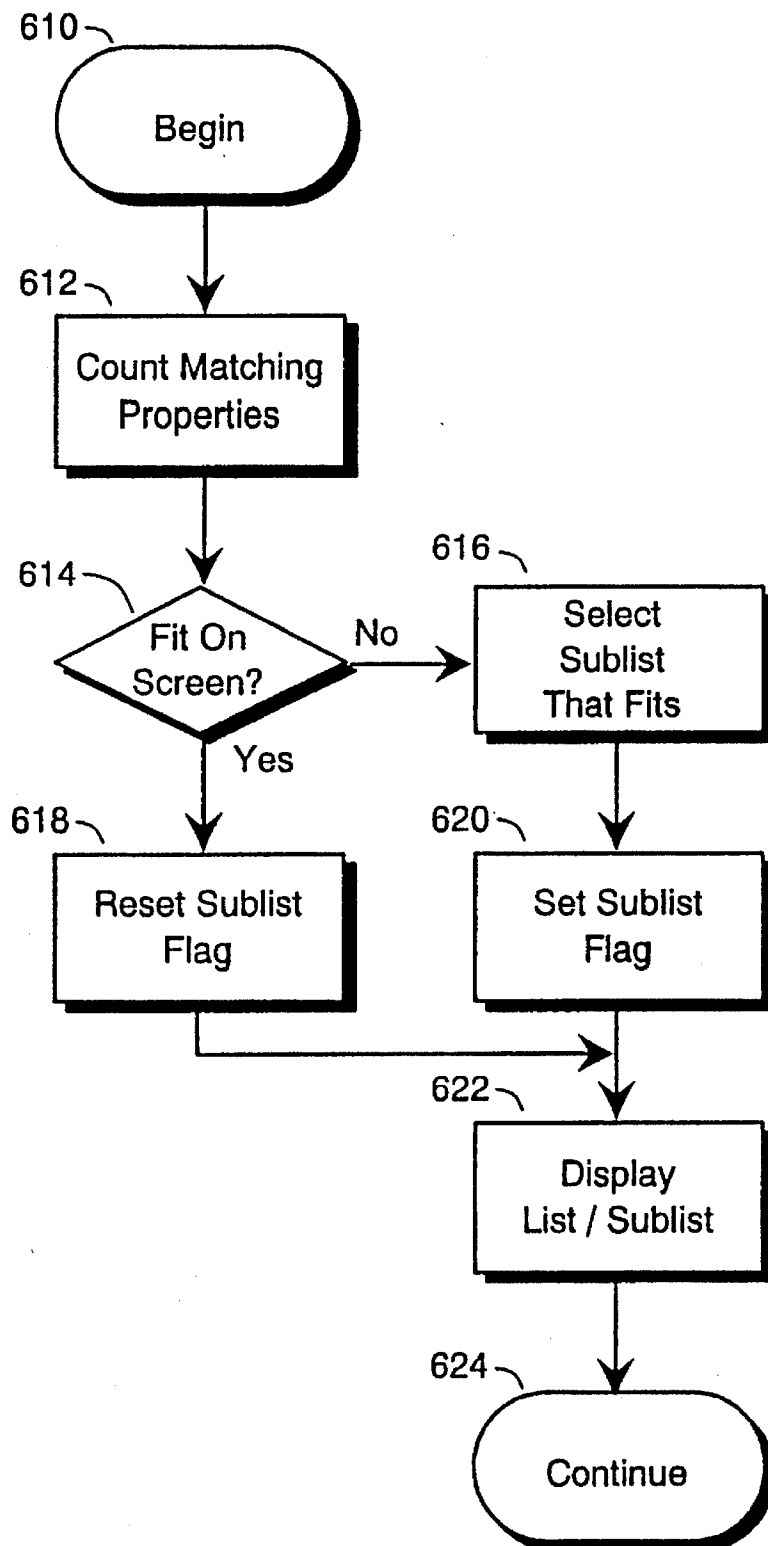 610
Begin
612
Count Matching
Properties
614
Fit On
Screen?
No
Yes
616
Select
Sublist
That Fits
618
Reset Sublist
Flag
620
Set Sublist
Flag
622
Display
List / Sublist
624
Continue